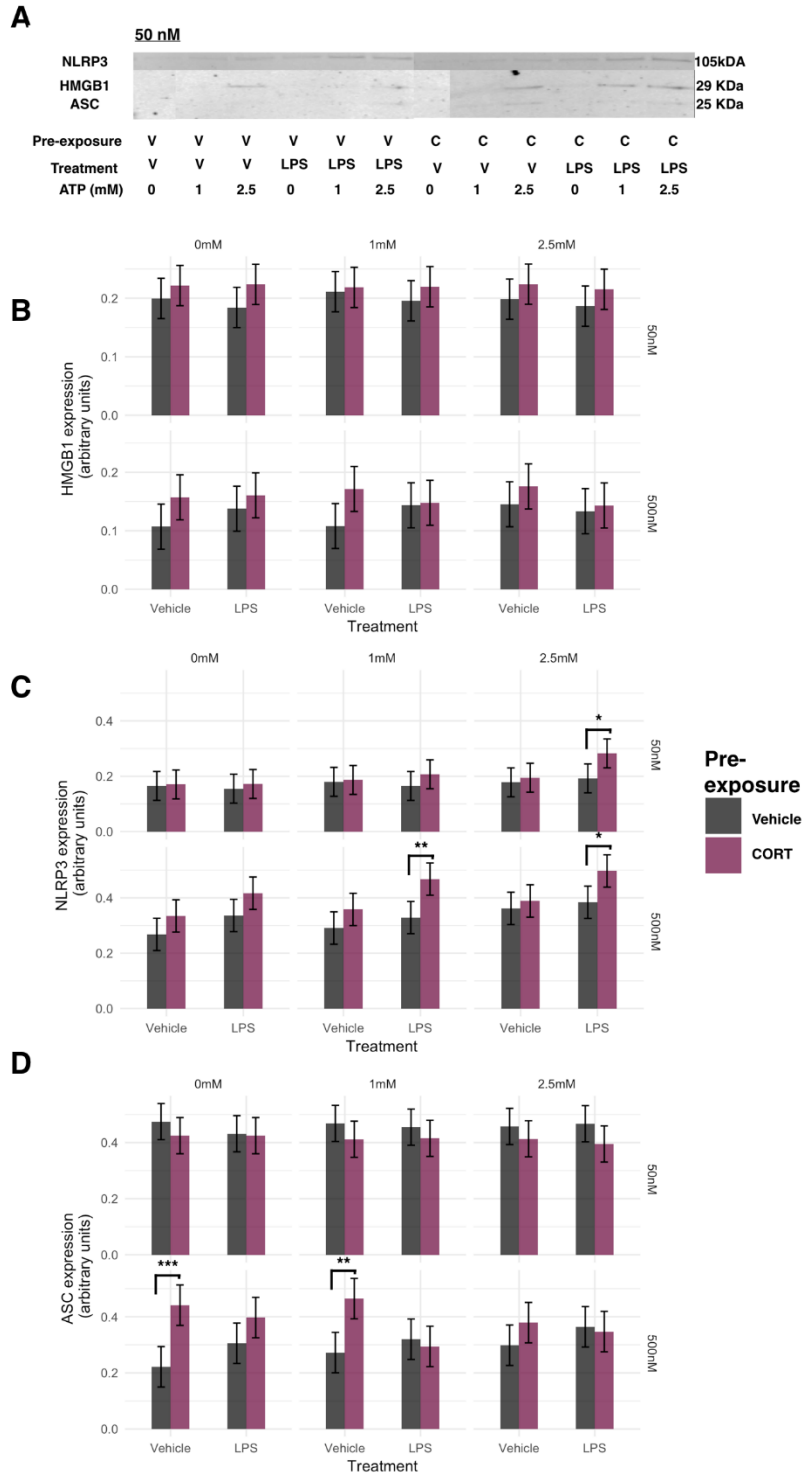 A
50 nM
NLRP3 105kDA
HMGB1 29 KDa
ASC 25 KDa
Pre-exposure V V V V V V C C C C C C
Treatment V V V LPS LPS LPS V V V LPS LPS LPS
ATP (mM) 0 1 2.5 0 1 2.5 0 1 2.5 0 1 2.5
B
0mM 1mM 2.5mM
HMGB1 expression
(arbitrary units)
0.2
0.1
0.0
50nM
0.2
0.1
0.0
500nM
Vehicle LPS Vehicle LPS Vehicle LPS
Treatment
C
0mM 1mM 2.5mM
NLRP3 expression
(arbitrary units)
0.4
0.2
0.0
*
50nM
0.4
0.2
0.0
** *
500nM
Vehicle LPS Vehicle LPS Vehicle LPS
Treatment
Pre-
exposure
Vehicle
CORT
D
0mM 1mM 2.5mM
ASC expression
(arbitrary units)
0.4
0.2
0.0
50nM
*** **
0.4
0.2
0.0
500nM
Vehicle LPS Vehicle LPS Vehicle LPS
Treatment